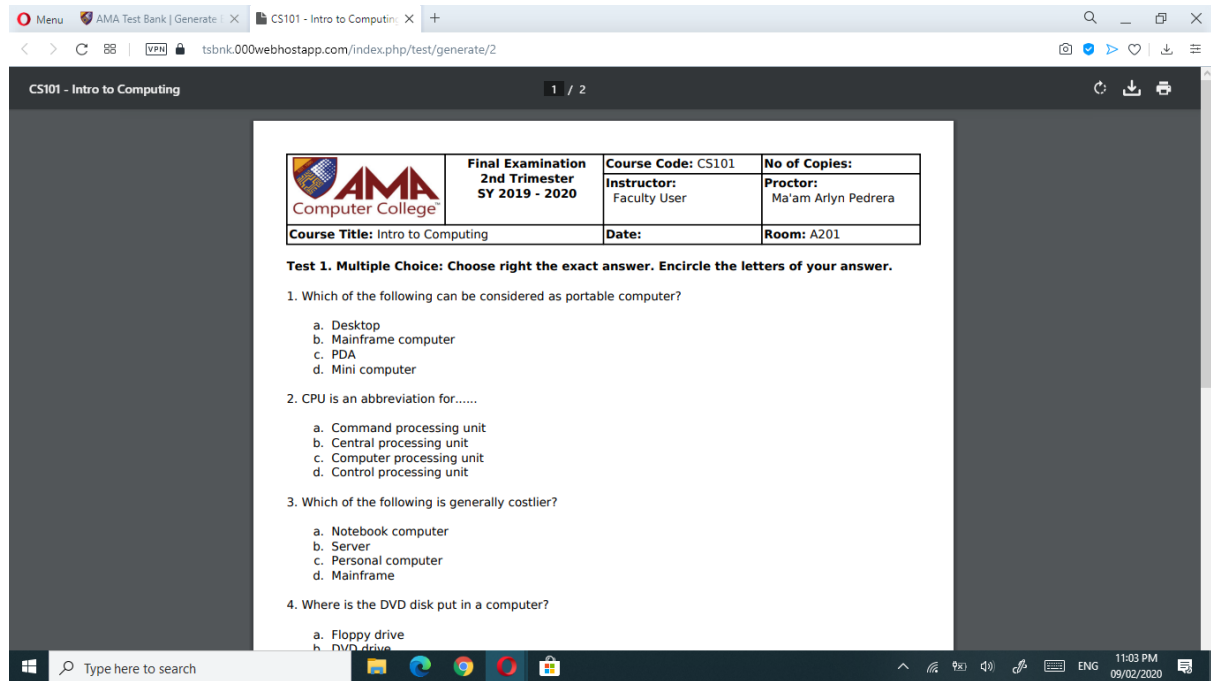 Menu
AMA Test Bank | Generate
CS101 - Intro to Computing
VPN
tsbnk.000webhostapp.com/index.php/test/generate/2
CS101 - Intro to Computing
1 / 2
AMA
Computer College™
Final Examination
2nd Trimester
SY 2019 - 2020
Course Code: CS101
No of Copies:
Instructor:
Faculty User
Proctor:
Ma'am Arlyn Pedrera
Course Title: Intro to Computing
Date:
Room: A201
Test 1. Multiple Choice: Choose right the exact answer. Encircle the letters of your answer.
1. Which of the following can be considered as portable computer?
a. Desktop
b. Mainframe computer
c. PDA
d. Mini computer
2. CPU is an abbreviation for......
a. Command processing unit
b. Central processing unit
c. Computer processing unit
d. Control processing unit
3. Which of the following is generally costlier?
a. Notebook computer
b. Server
c. Personal computer
d. Mainframe
4. Where is the DVD disk put in a computer?
a. Floppy drive
b. DVD drive
Type here to search
ENG
11:03 PM
09/02/2020